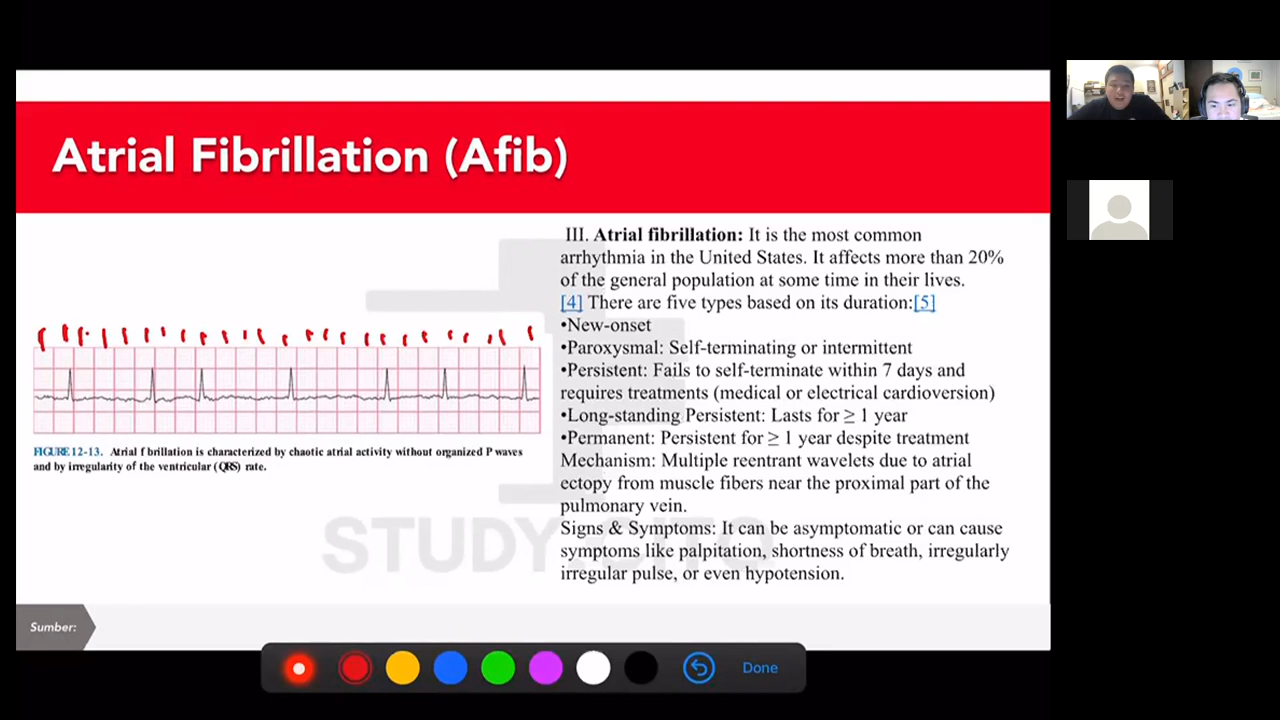 Atrial Fibrillation (Afib)
III. Atrial fibrillation: It is the most common
arrhythmia in the United States. It affects more than 20%
of the general population at some time in their lives.
[4] There are five types based on its duration:[5]
•New-onset
•Paroxysmal: Self-terminating or intermittent
•Persistent: Fails to self-terminate within 7 days and
requires treatments (medical or electrical cardioversion)
•Long-standing Persistent: Lasts for ≥ 1 year
•Permanent: Persistent for ≥ 1 year despite treatment
Mechanism: Multiple reentrant wavelets due to atrial
ectopy from muscle fibers near the proximal part of the
pulmonary vein.
Signs & Symptoms: It can be asymptomatic or can cause
symptoms like palpitation, shortness of breath, irregularly
irregular pulse, or even hypotension.
FIGURE 12-13. Atrial f brillation is characterized by chaotic atrial activity without organized P waves
and by irregularity of the ventricular (QRS) rate.
Sumber:
Done